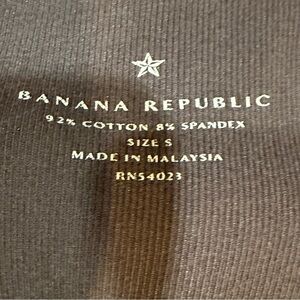 BANANA REPUBLIC
92% COTTON 8% SPANDEX
SIZE S
MADE IN MALAYSIA
RN54023